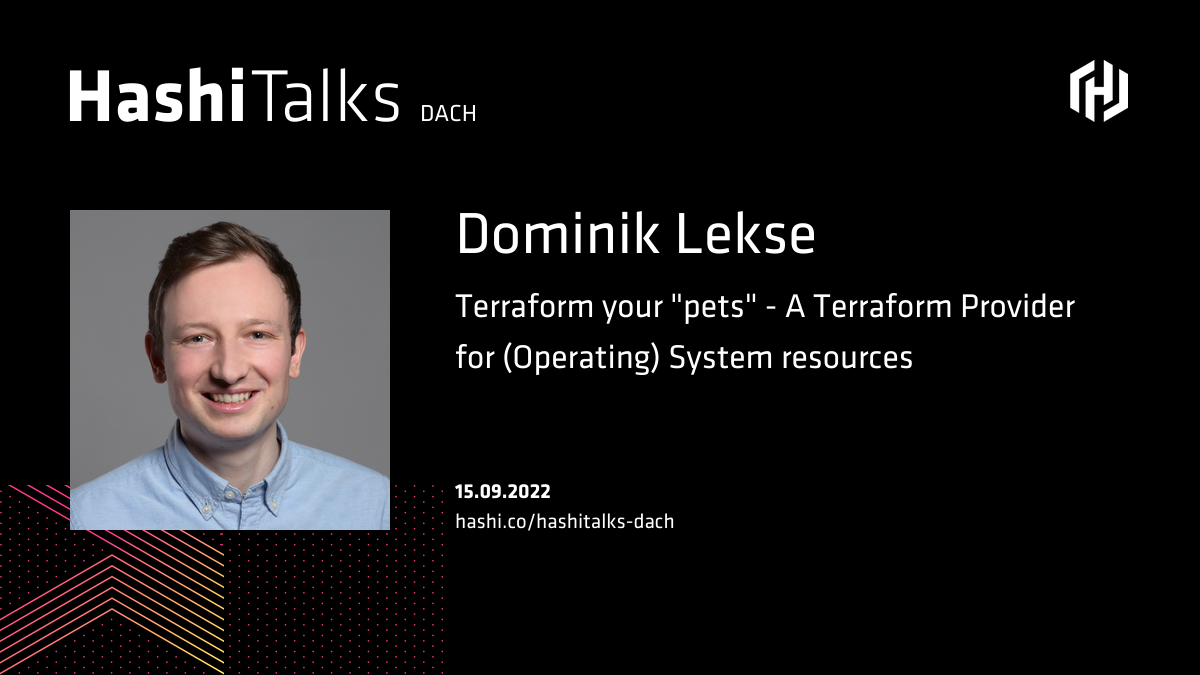 HashiTalks DACH
Dominik Lekse
Terraform your "pets" - A Terraform Provider
for (Operating) System resources
15.09.2022
hashi.co/hashitalks-dach